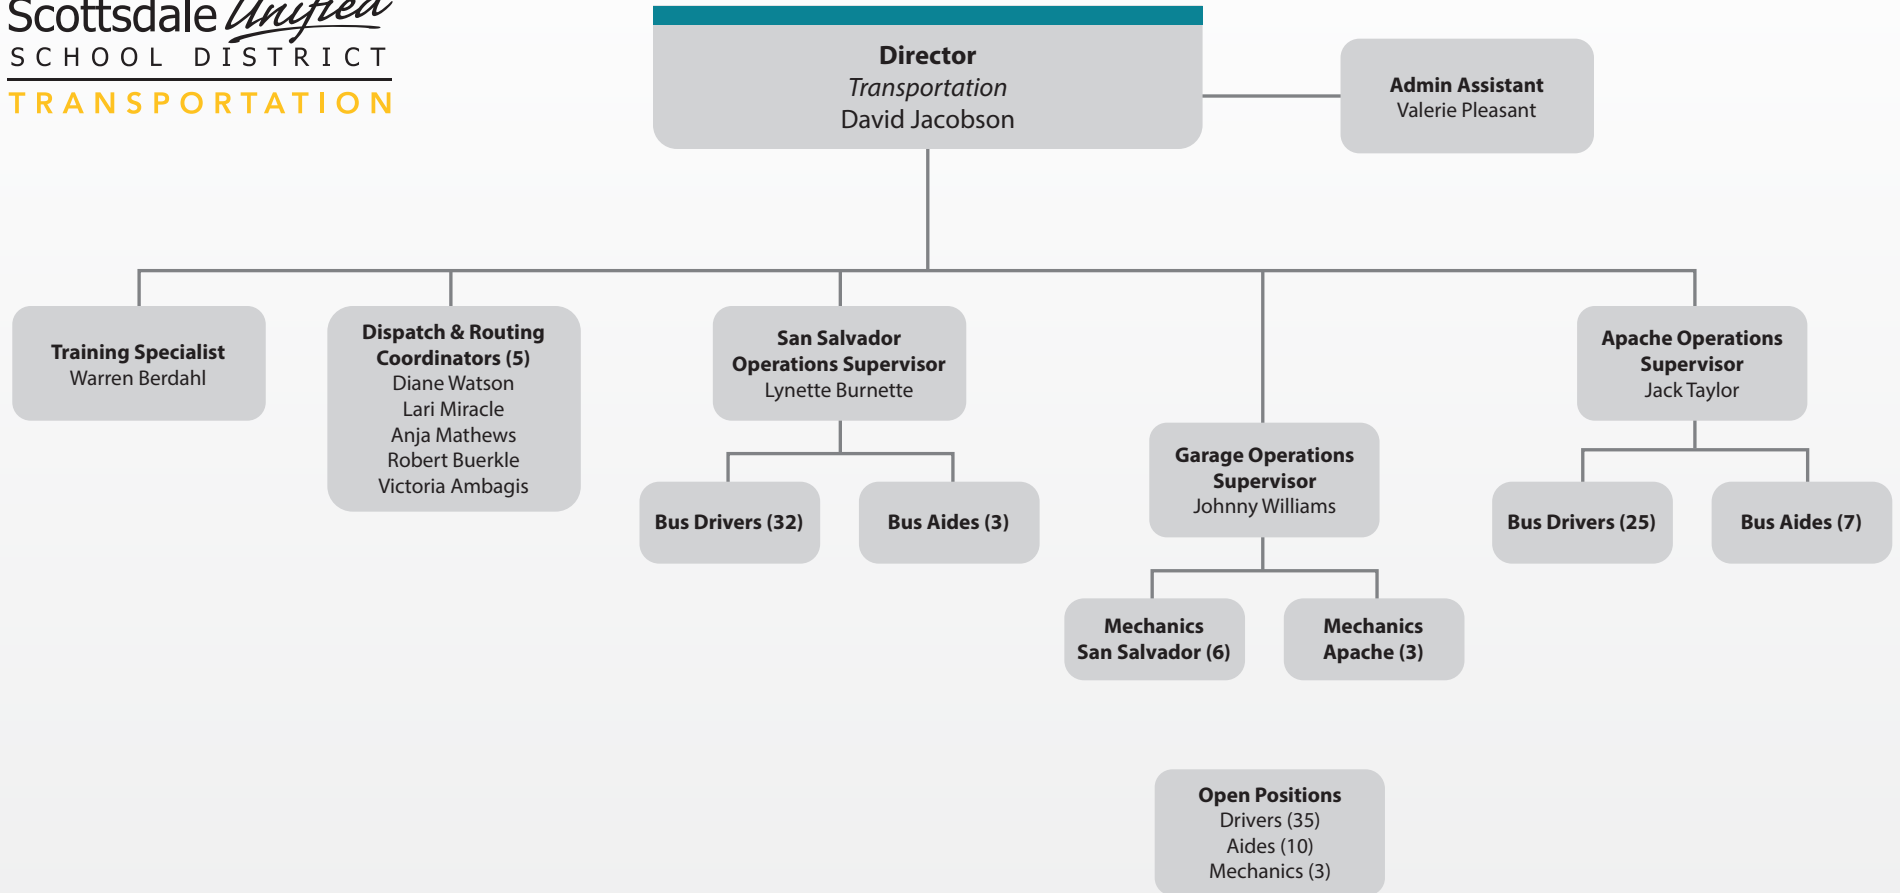 Scottsdale Unified
SCHOOL DISTRICT
TRANSPORTATION
Director
Transportation
David Jacobson
Admin Assistant
Valerie Pleasant
Training Specialist
Warren Berdahl
Dispatch & Routing
Coordinators (5)
Diane Watson
Lari Miracle
Anja Mathews
Robert Buerkle
Victoria Ambagis
San Salvador
Operations Supervisor
Lynette Burnette
Bus Drivers (32)
Bus Aides (3)
Garage Operations
Supervisor
Johnny Williams
Mechanics
San Salvador (6)
Mechanics
Apache (3)
Apache Operations
Supervisor
Jack Taylor
Bus Drivers (25)
Bus Aides (7)
Open Positions
Drivers (35)
Aides (10)
Mechanics (3)